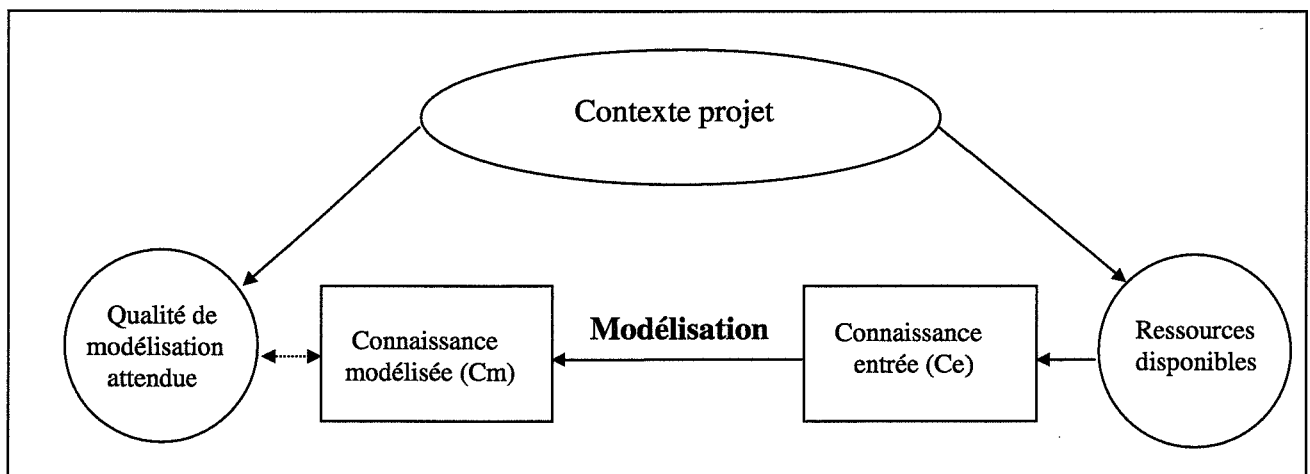 Contexte projet
Qualité de
modélisation
attendue
Connaissance
modélisée (Cm)
Modélisation
Connaissance
entrée (Ce)
Ressources
disponibles